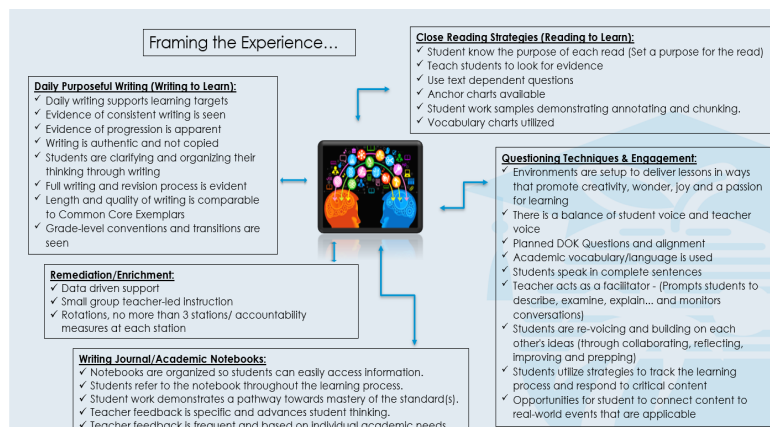 Framing the Experience...
Close Reading Strategies (Reading to Learn):
✓ Student know the purpose of each read (Set a purpose for the read)
✓ Teach students to look for evidence
✓ Use text dependent questions
✓ Anchor charts available
✓ Student work samples demonstrating annotating and chunking.
✓ Vocabulary charts utilized
Daily Purposeful Writing (Writing to Learn):
✓ Daily writing supports learning targets
✓ Evidence of consistent writing is seen
✓ Evidence of progression is apparent
✓ Writing is authentic and not copied
✓ Students are clarifying and organizing their
thinking through writing
✓ Full writing and revision process is evident
✓ Length and quality of writing is comparable
to Common Core Exemplars
✓ Grade-level conventions and transitions are
seen
Questioning Techniques & Engagement:
✓ Environments are setup to deliver lessons in ways
that promote creativity, wonder, joy and a passion
for learning
✓ There is a balance of student voice and teacher
voice
✓ Planned DOK Questions and alignment
✓ Academic vocabulary/language is used
✓ Students speak in complete sentences
✓ Teacher acts as a facilitator - (Prompts students to
describe, examine, explain... and monitors
conversations)
✓ Students are re-voicing and building on each
other's ideas (through collaborating, reflecting,
improving and prepping)
✓ Students utilize strategies to track the learning
process and respond to critical content
✓ Opportunities for student to connect content to
real-world events that are applicable
Remediation/Enrichment:
✓ Data driven support
✓ Small group teacher-led instruction
✓ Rotations, no more than 3 stations/ accountability
measures at each station
Writing Journal/Academic Notebooks:
✓ Notebooks are organized so students can easily access information.
✓ Students refer to the notebook throughout the learning process.
✓ Student work demonstrates a pathway towards mastery of the standard(s).
✓ Teacher feedback is specific and advances student thinking.
✓ Teacher feedback is frequent and based on individual academic needs